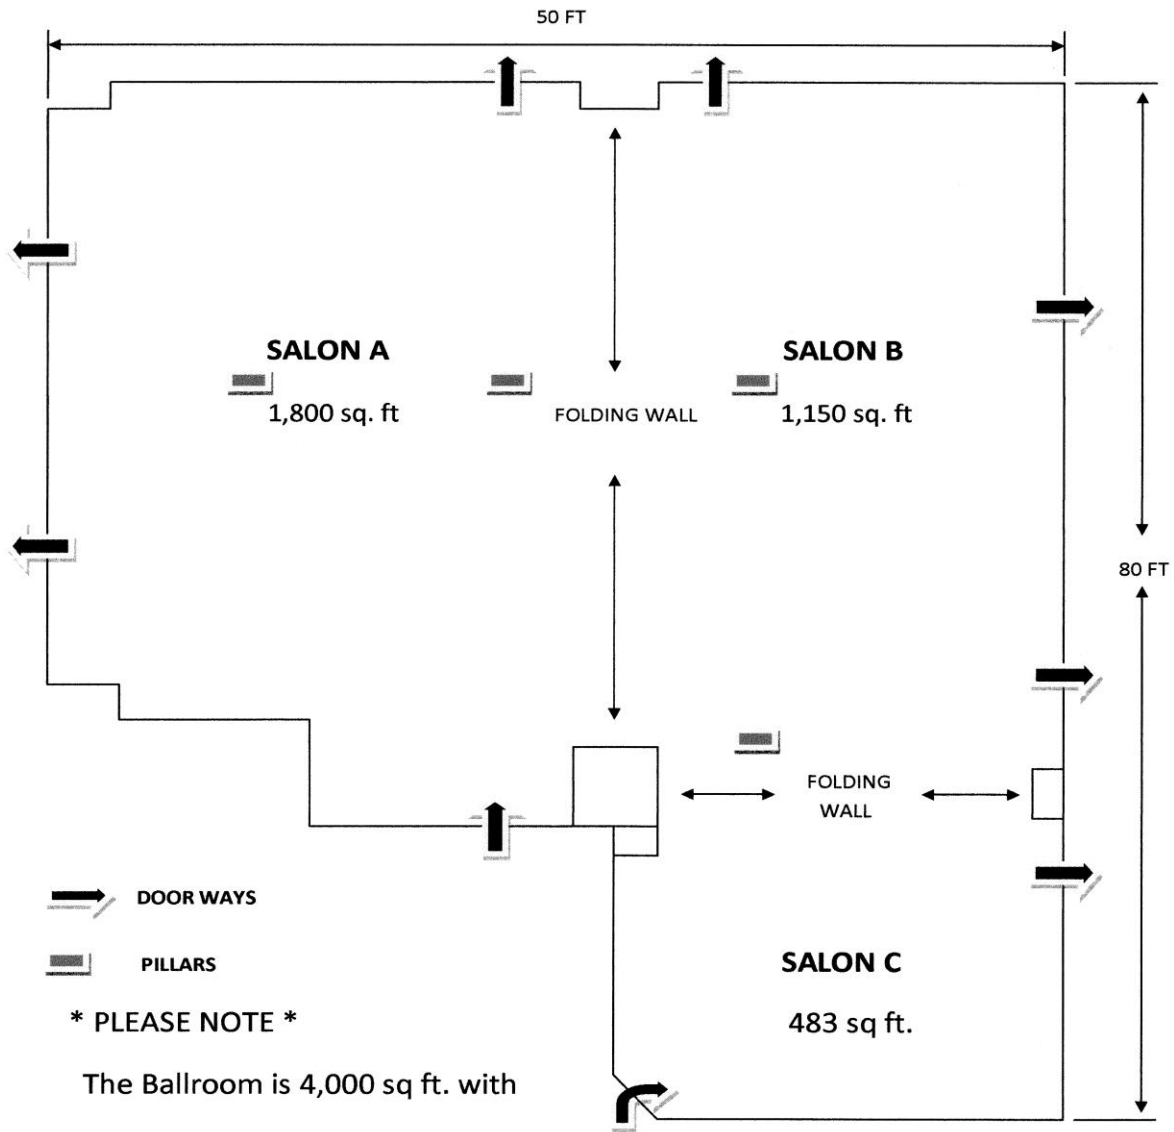 50 FT
SALON A
1,800 sq. ft
SALON B
1,150 sq. ft
FOLDING WALL
80 FT
FOLDING
WALL
DOOR WAYS
PILLARS
SALON C
483 sq ft.
* PLEASE NOTE *
The Ballroom is 4,000 sq ft. with